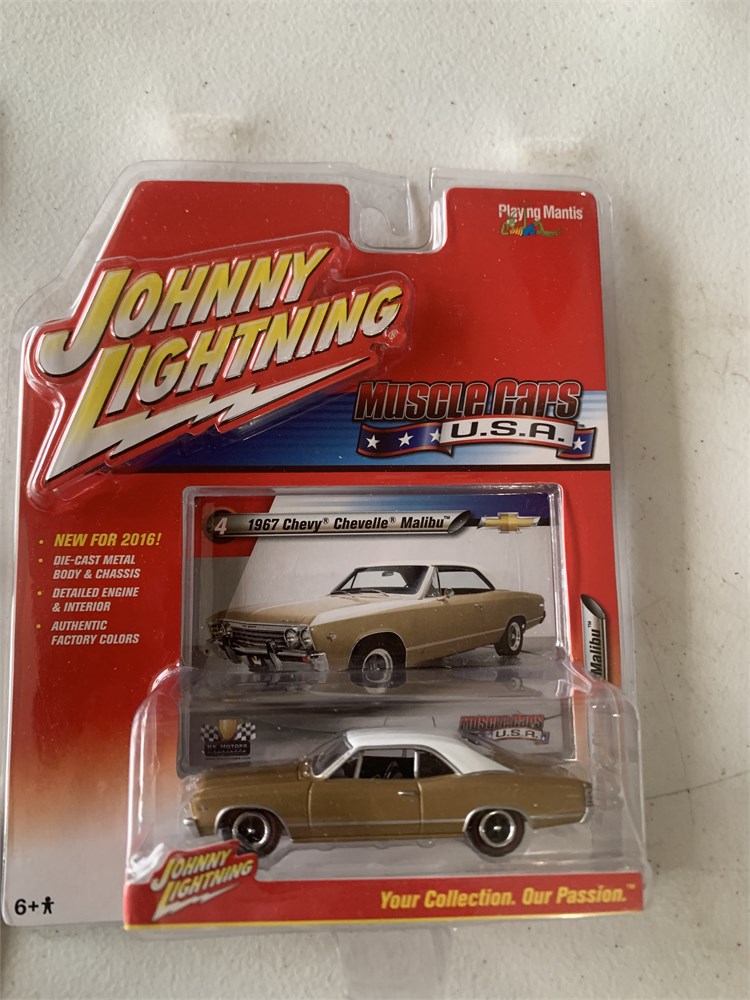 Playing Mantis
JOHNNY
LIGHTNING
Muscle Cars
U.S.A.™
• NEW FOR 2016!
• DIE-CAST METAL
BODY & CHASSIS
• DETAILED ENGINE
& INTERIOR
• AUTHENTIC
FACTORY COLORS
4 1967 Chevy® Chevelle® Malibu™
Malibu™
Muscle Cars
U.S.A.
JOHNNY
LIGHTNING
Your Collection. Our Passion.™
6+